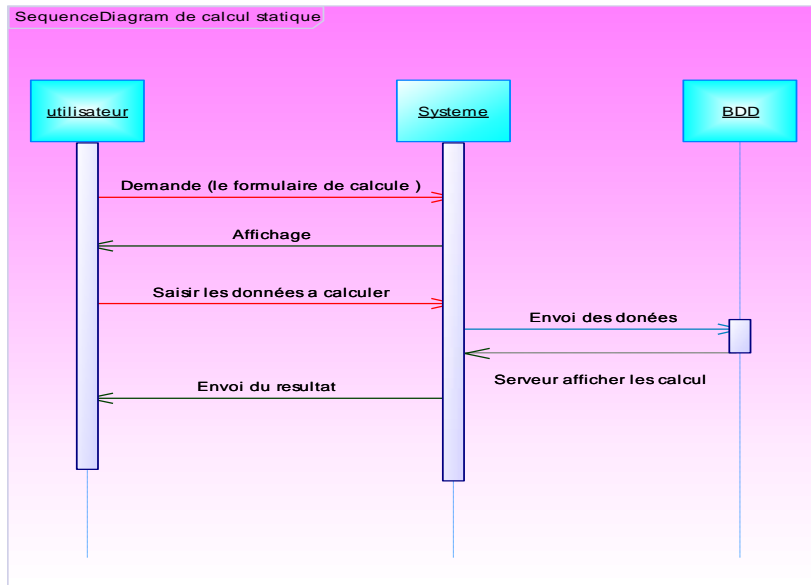 SequenceDiagram de calcul statique
utilisateur
Systeme
BDD
Demande (le formulaire de calcule )
Affichage
Saisir les données a calculer
Envoi des donées
Serveur afficher les calcul
Envoi du resultat